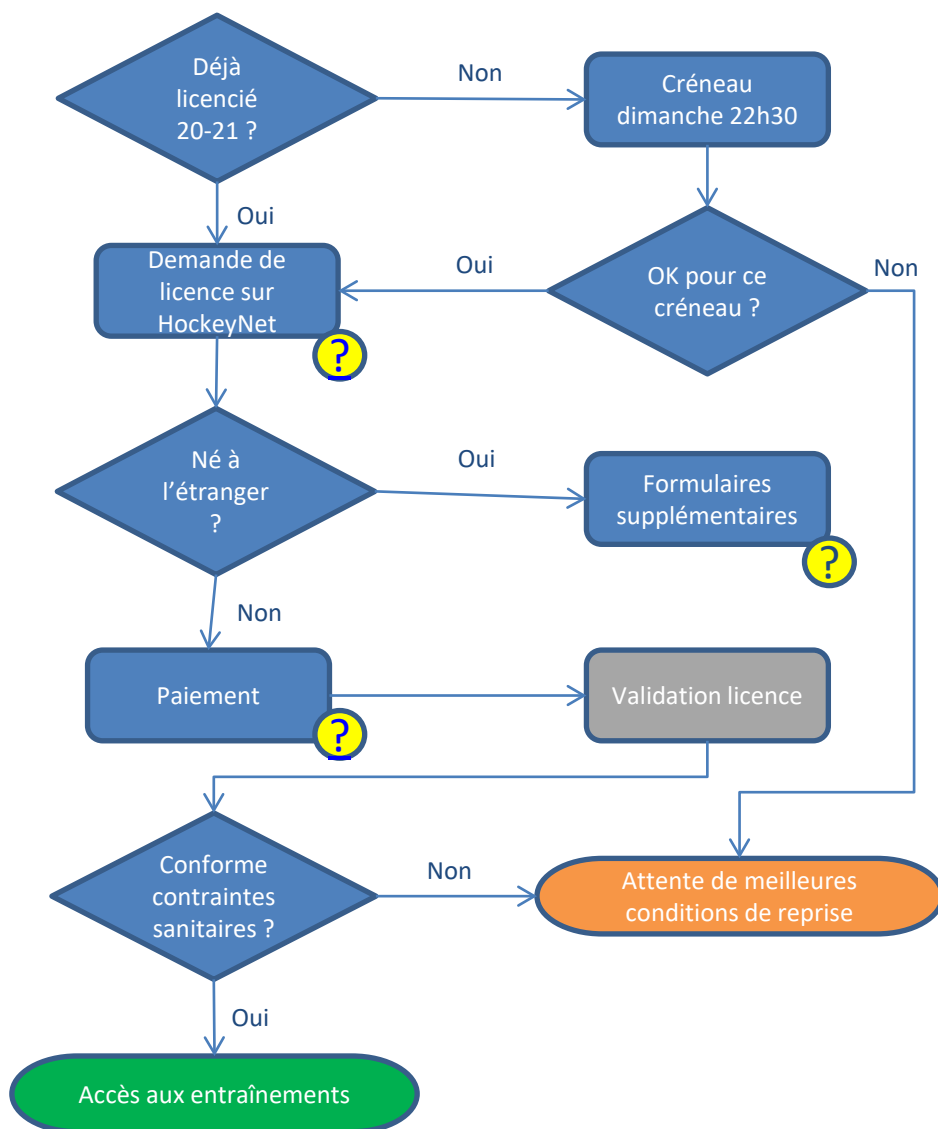 Déjà
licencié
20-21 ?
Non
Créneau
dimanche 22h30
Oui
Demande de
licence sur
HockeyNet
?
Oui
OK pour ce
créneau ?
Non
Né à
l’étranger
?
Oui
Formulaires
supplémentaires
?
Non
Paiement
?
Validation licence
Conforme
contraintes
sanitaires ?
Non
Attente de meilleures
conditions de reprise
Oui
Accès aux entraînements